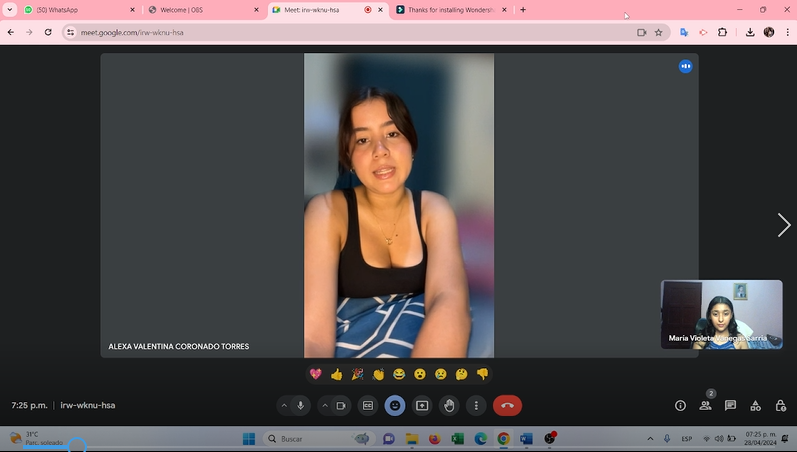 (50) WhatsApp
Welcome | OBS
Meet: irw-wknu-hsa
Thanks for installing Wondersh
meet.google.com/irw-wknu-hsa
ALEXA VALENTINA CORONADO TORRES
María Violeta Vanegas Sarria
7:25 p.m. | irw-wknu-hsa
2
31°C
Parc. soleado
Buscar
ESP
07:25 p. m.
28/04/2024